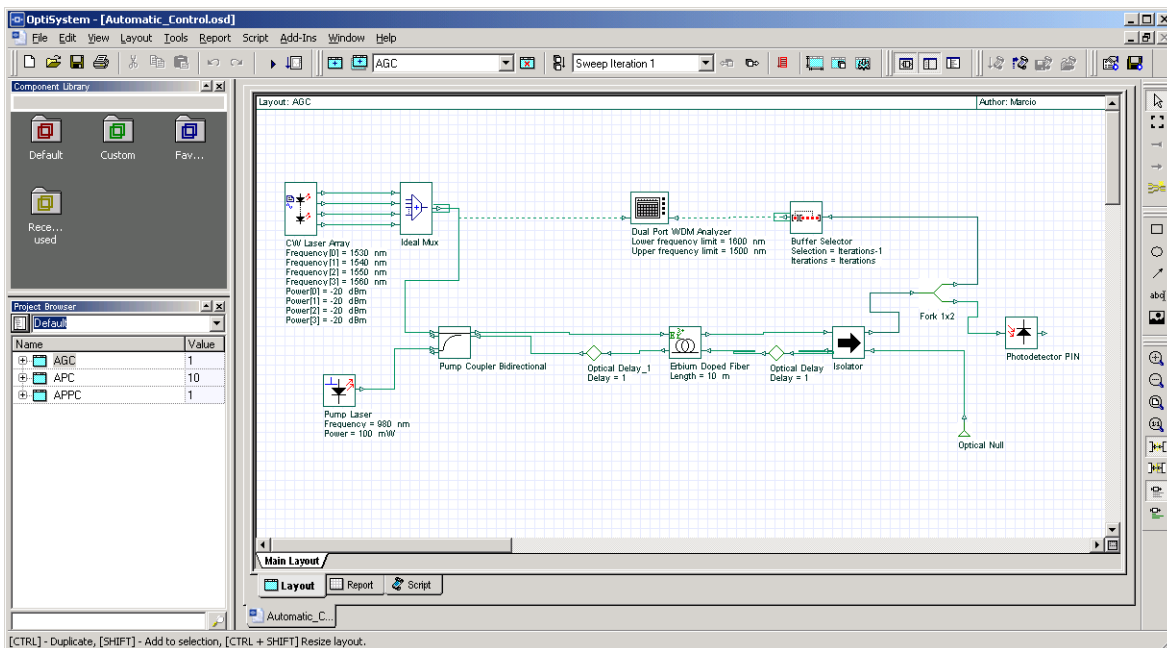 OptiSystem - [Automatic_Control.osd]
File Edit View Layout Tools Report Script Add-Ins Window Help
AGC
Sweep Iteration 1
Component Library
Default
Custom
Fav...
Rece...
used
Project Browser
Default
Name Value
AGC 1
APC 10
APPC 1
Layout: AGC
Author: Marcio
CW Laser Array
Frequency[0] = 1530 nm
Frequency[1] = 1540 nm
Frequency[2] = 1550 nm
Frequency[3] = 1560 nm
Power[0] = -20 dBm
Power[1] = -20 dBm
Power[2] = -20 dBm
Power[3] = -20 dBm
Ideal Mux
Dual Port WDM Analyzer
Lower frequency limit = 1600 nm
Upper frequency limit = 1500 nm
Buffer Selector
Selection = Iterations-1
Iterations = Iterations
Fork 1x2
Photodetector PIN
Pump Coupler Bidirectional
Optical Delay_1
Delay = 1
Erbium Doped Fiber
Length = 10 m
Optical Delay
Delay = 1
Isolator
Pump Laser
Frequency = 980 nm
Power = 100 mW
Optical Null
Main Layout
Layout
Report
Script
Automatic_C...
[CTRL] - Duplicate, [SHIFT] - Add to selection, [CTRL + SHIFT] Resize layout.